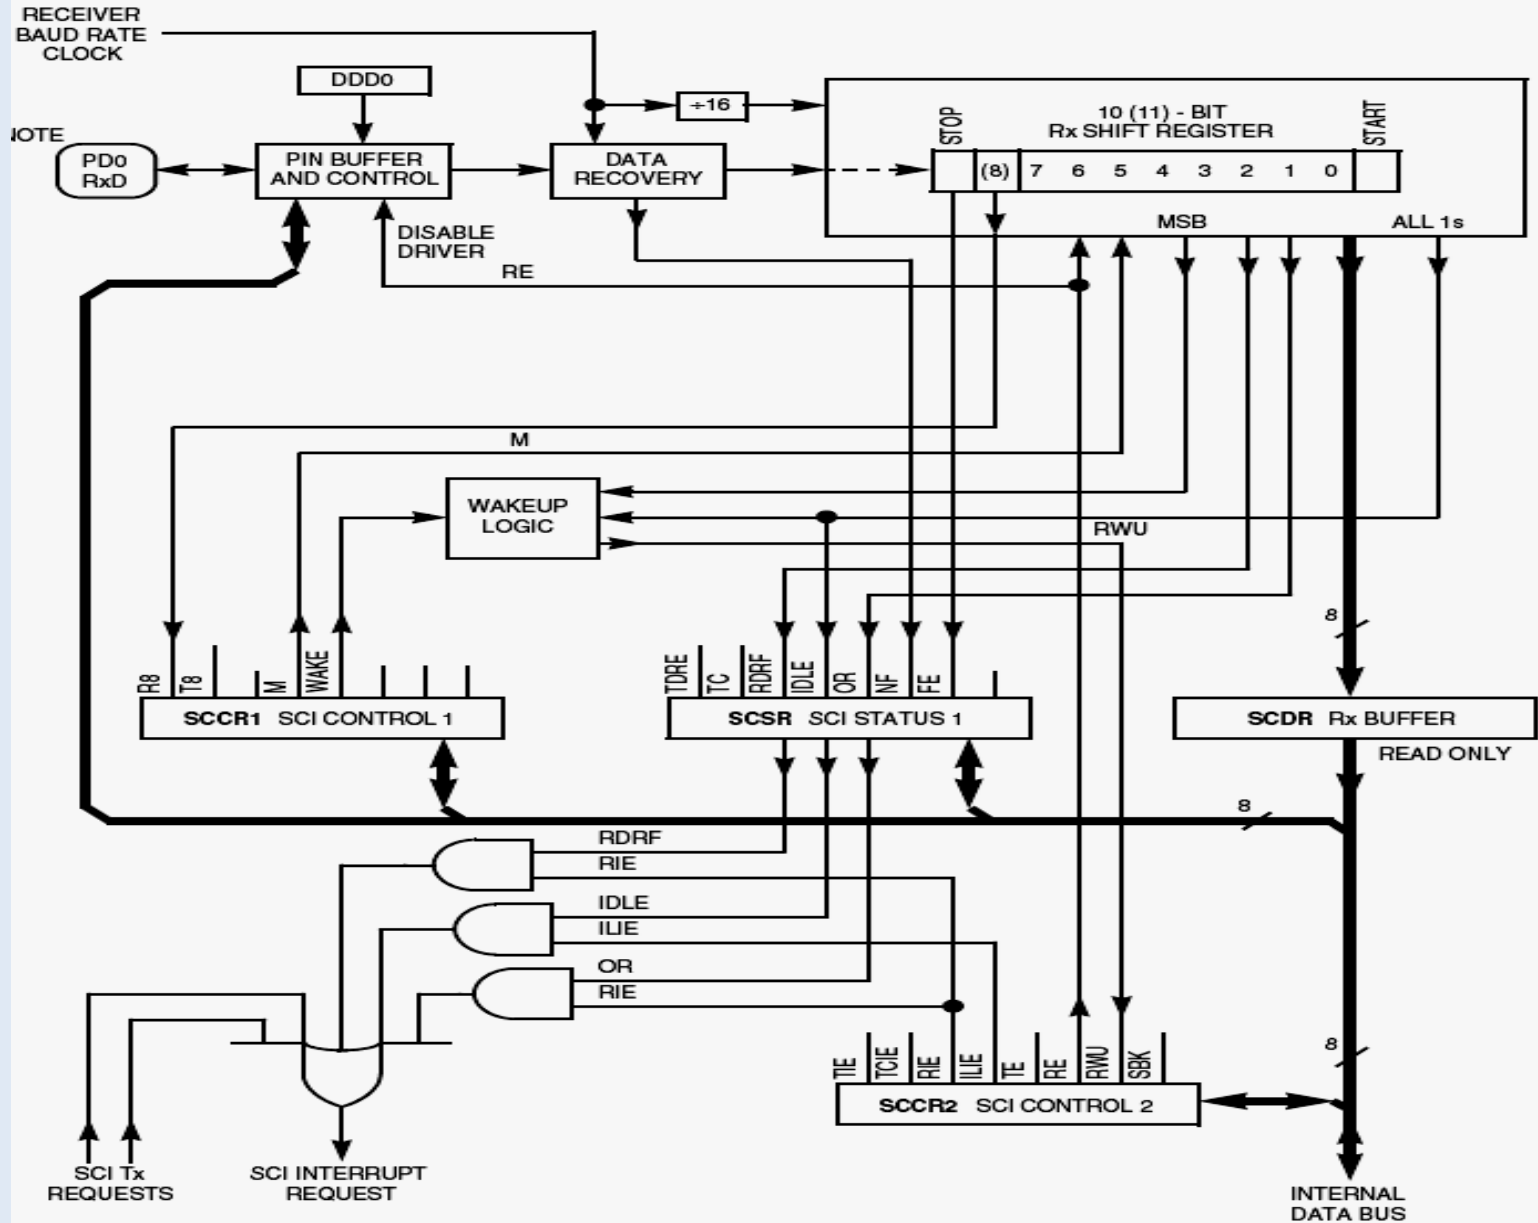 RECEIVER
BAUD RATE
CLOCK
DDD0
÷16
10 (11) - BIT
Rx SHIFT REGISTER
STOP
START
OTE
PD0
RxD
PIN BUFFER
AND CONTROL
DATA
RECOVERY
(8) 7 6 5 4 3 2 1 0
MSB
ALL 1s
DISABLE
DRIVER
RE
M
WAKEUP
LOGIC
RWU
8
R8
T8
M
WAKE
TDRE
TC
RDRF
IDLE
OR
NF
FE
SCCR1 SCI CONTROL 1
SCSR SCI STATUS 1
SCDR Rx BUFFER
READ ONLY
8
RDRF
RIE
IDLE
ILIE
OR
RIE
8
TIE
TCIE
RIE
ILIE
TE
RE
RWU
SBK
SCCR2 SCI CONTROL 2
SCI Tx
REQUESTS
SCI INTERRUPT
REQUEST
INTERNAL
DATA BUS